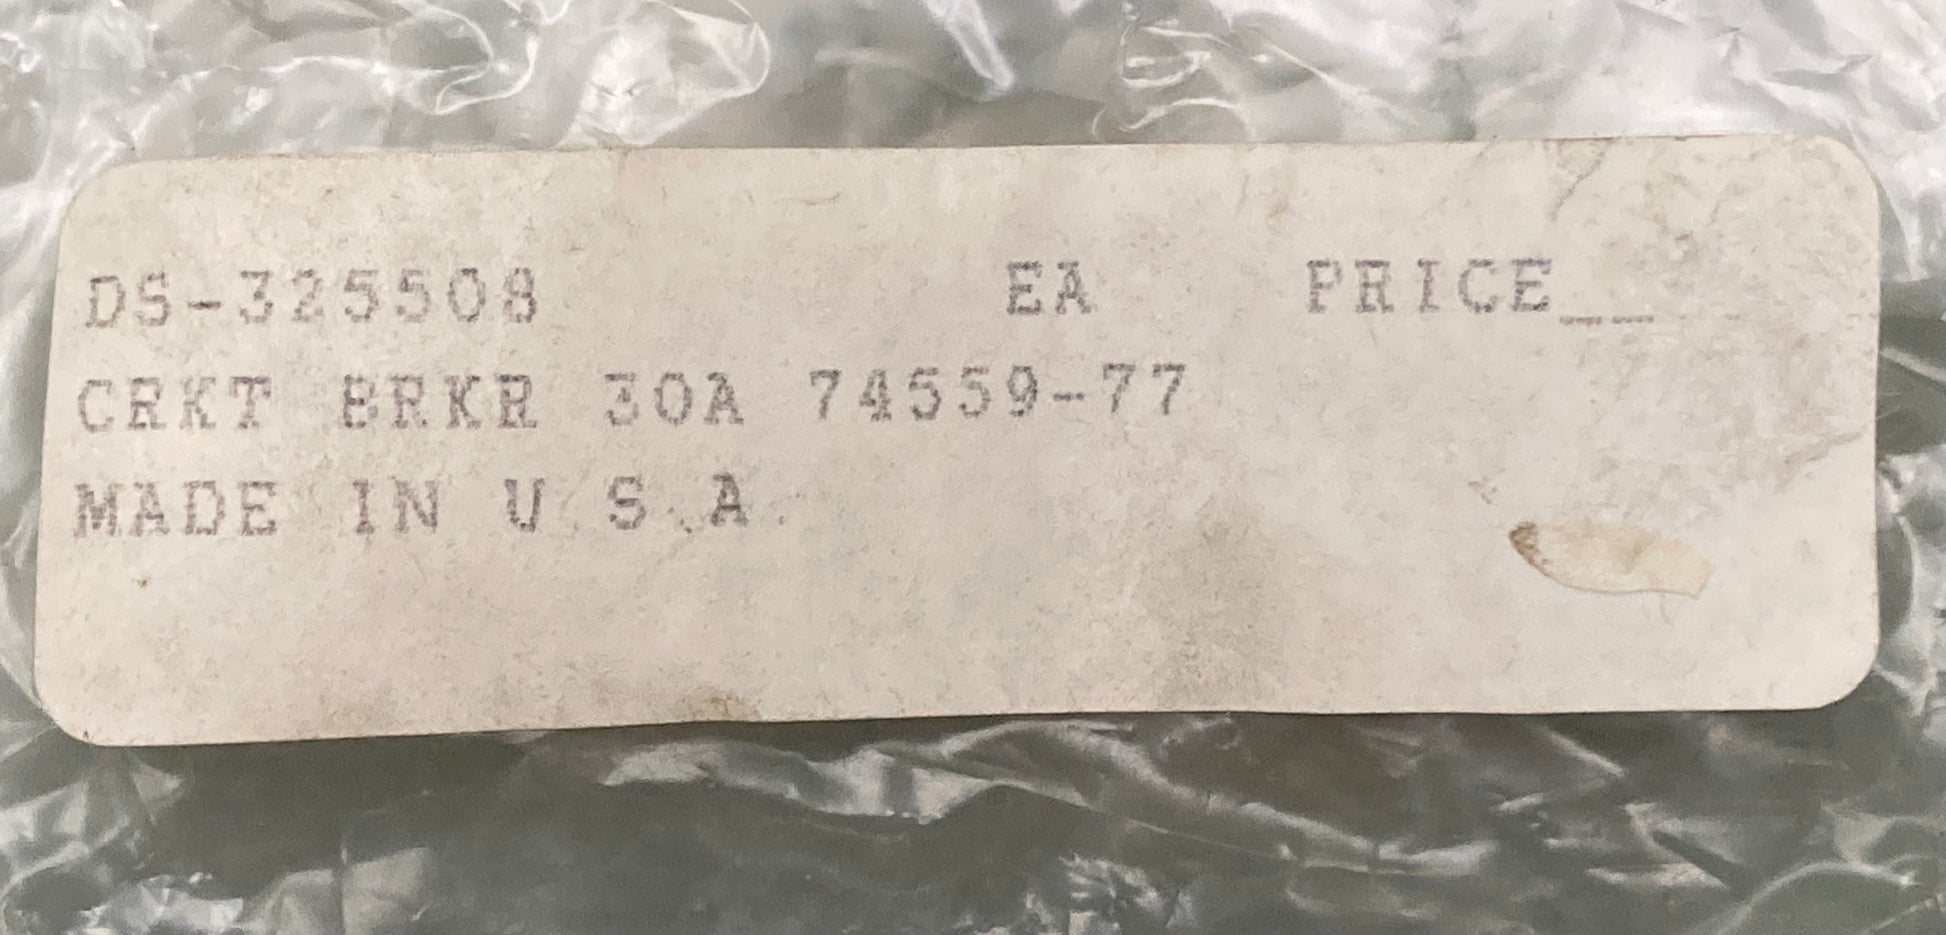 DS-325508 EA PRICE__
CRKT BRKR 30A 74559-77
MADE IN U.S.A.